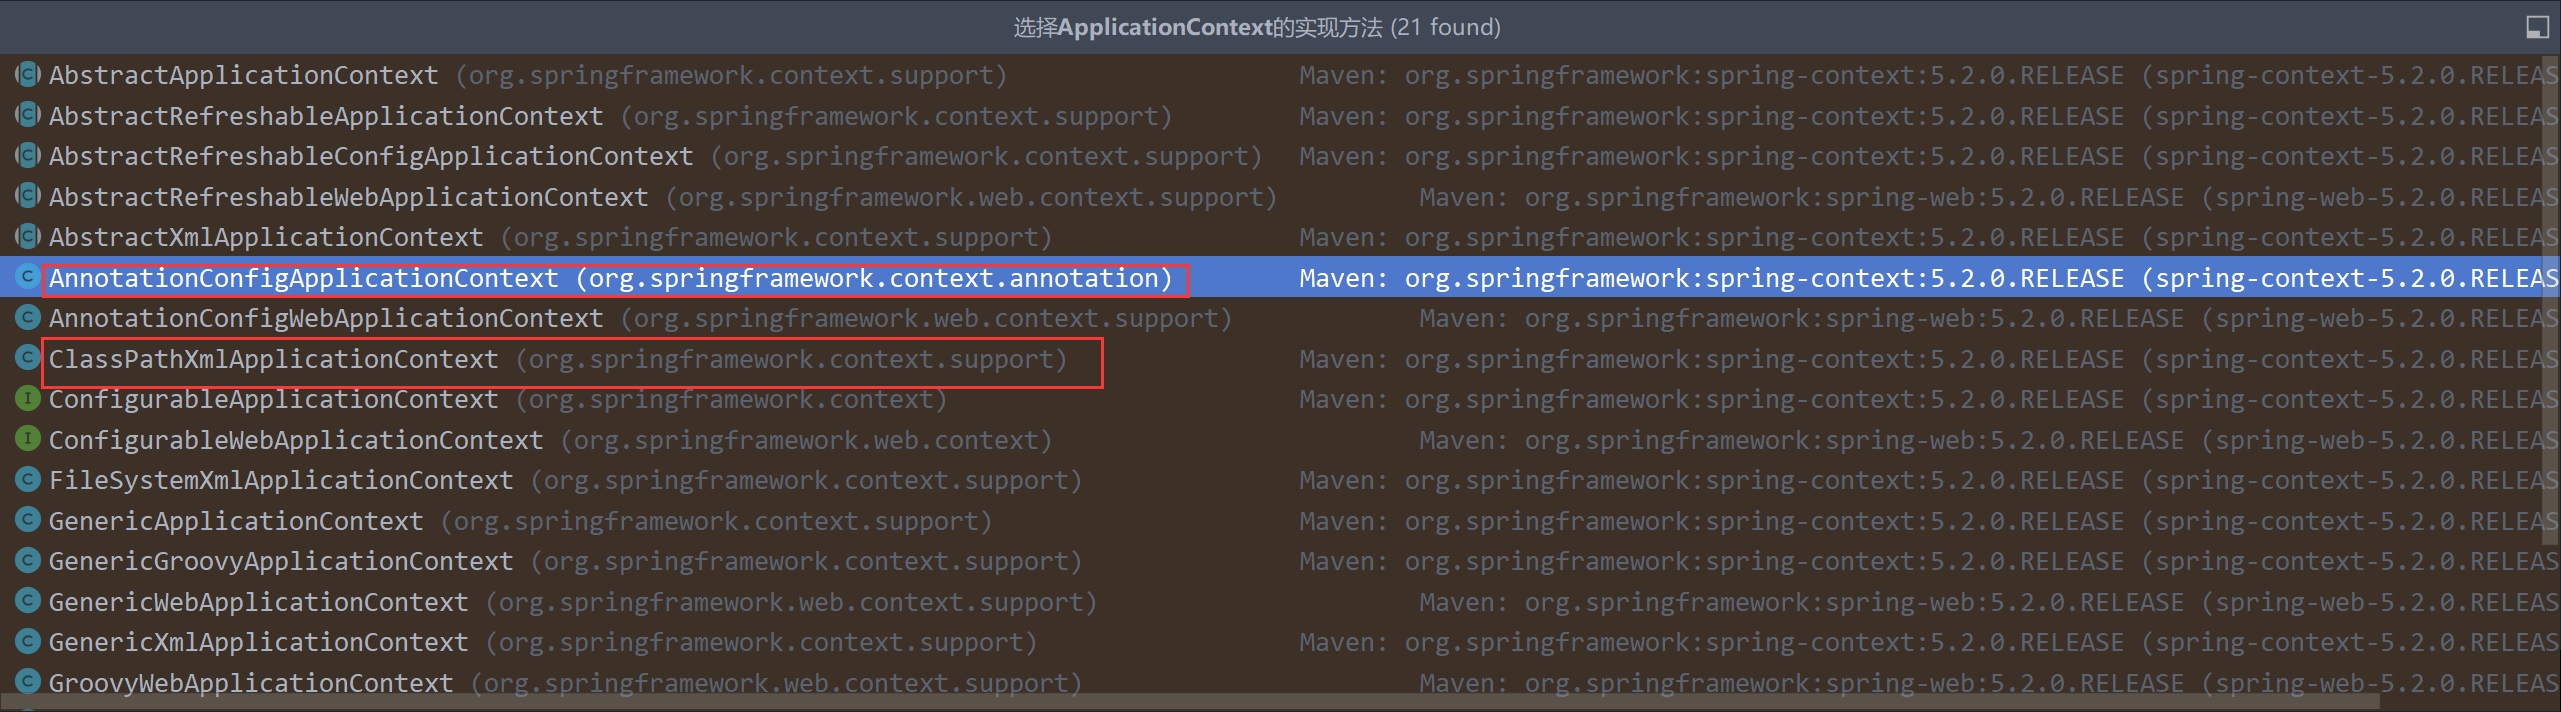 选择ApplicationContext的实现方法 (21 found)
AbstractApplicationContext (org.springframework.context.support) Maven: org.springframework:spring-context:5.2.0.RELEASE (spring-context-5.2.0.RELEAS
AbstractRefreshableApplicationContext (org.springframework.context.support) Maven: org.springframework:spring-context:5.2.0.RELEASE (spring-context-5.2.0.RELEAS
AbstractRefreshableConfigApplicationContext (org.springframework.context.support) Maven: org.springframework:spring-context:5.2.0.RELEASE (spring-context-5.2.0.RELEAS
AbstractRefreshableWebApplicationContext (org.springframework.web.context.support) Maven: org.springframework:spring-web:5.2.0.RELEASE (spring-web-5.2.0.RELEAS
AbstractXmlApplicationContext (org.springframework.context.support) Maven: org.springframework:spring-context:5.2.0.RELEASE (spring-context-5.2.0.RELEAS
AnnotationConfigApplicationContext (org.springframework.context.annotation) Maven: org.springframework:spring-context:5.2.0.RELEASE (spring-context-5.2.0.RELEAS
AnnotationConfigWebApplicationContext (org.springframework.web.context.support) Maven: org.springframework:spring-web:5.2.0.RELEASE (spring-web-5.2.0.RELEAS
ClassPathXmlApplicationContext (org.springframework.context.support) Maven: org.springframework:spring-context:5.2.0.RELEASE (spring-context-5.2.0.RELEAS
ConfigurableApplicationContext (org.springframework.context) Maven: org.springframework:spring-context:5.2.0.RELEASE (spring-context-5.2.0.RELEAS
ConfigurableWebApplicationContext (org.springframework.web.context) Maven: org.springframework:spring-web:5.2.0.RELEASE (spring-web-5.2.0.RELEAS
FileSystemXmlApplicationContext (org.springframework.context.support) Maven: org.springframework:spring-context:5.2.0.RELEASE (spring-context-5.2.0.RELEAS
GenericApplicationContext (org.springframework.context.support) Maven: org.springframework:spring-context:5.2.0.RELEASE (spring-context-5.2.0.RELEAS
GenericGroovyApplicationContext (org.springframework.context.support) Maven: org.springframework:spring-context:5.2.0.RELEASE (spring-context-5.2.0.RELEAS
GenericWebApplicationContext (org.springframework.web.context.support) Maven: org.springframework:spring-web:5.2.0.RELEASE (spring-web-5.2.0.RELEAS
GenericXmlApplicationContext (org.springframework.context.support) Maven: org.springframework:spring-context:5.2.0.RELEASE (spring-context-5.2.0.RELEAS
GroovyWebApplicationContext (org.springframework.web.context.support) Maven: org.springframework:spring-web:5.2.0.RELEASE (spring-web-5.2.0.RELEAS